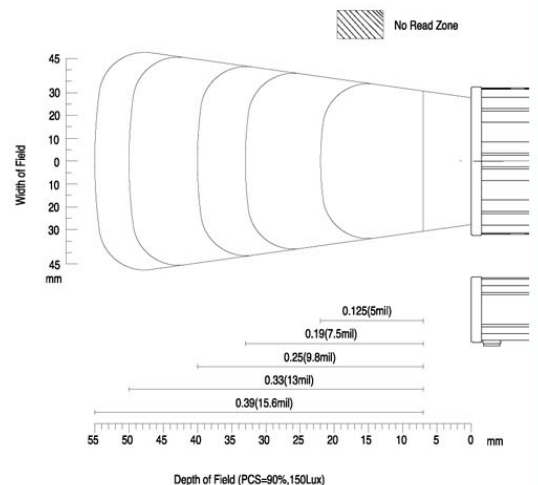 No Read Zone
45
30
20
10
0
10
20
30
45
mm
Width of Field
0.125(5mil)
0.19(7.5mil)
0.25(9.8mil)
0.33(13mil)
0.39(15.6mil)
55 50 45 40 35 30 25 20 15 10 5 0 mm
Depth of Field (PCS=90%,150Lux)